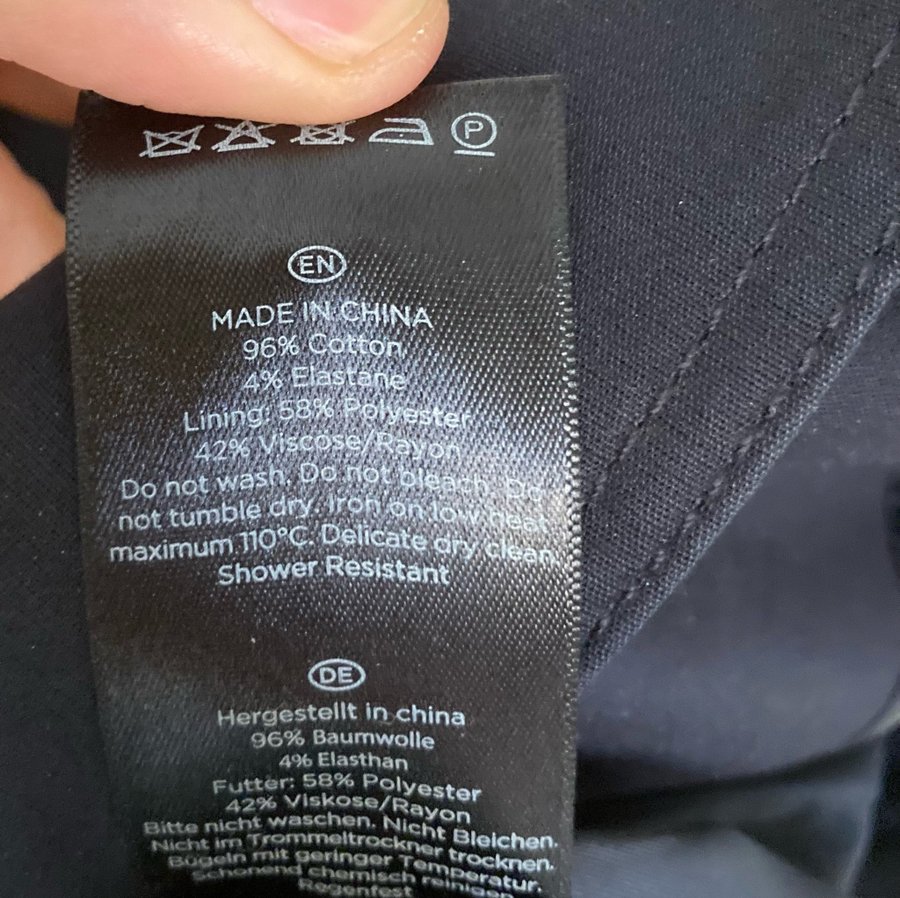 P
EN
MADE IN CHINA
96% Cotton
4% Elastane
Lining: 58% Polyester
42% Viscose/Rayon
Do not wash. Do not bleach. Do
not tumble dry. Iron on low heat
maximum 110°C. Delicate dry clean.
Shower Resistant
DE
Hergestellt in china
96% Baumwolle
4% Elasthan
Futter: 58% Polyester
42% Viskose/Rayon
Bitte nicht waschen. Nicht Bleichen.
Nicht im Trommeltrockner trocknen.
Bügeln mit geringer Temperatur.
Schonend chemisch reinigen
Regenfest